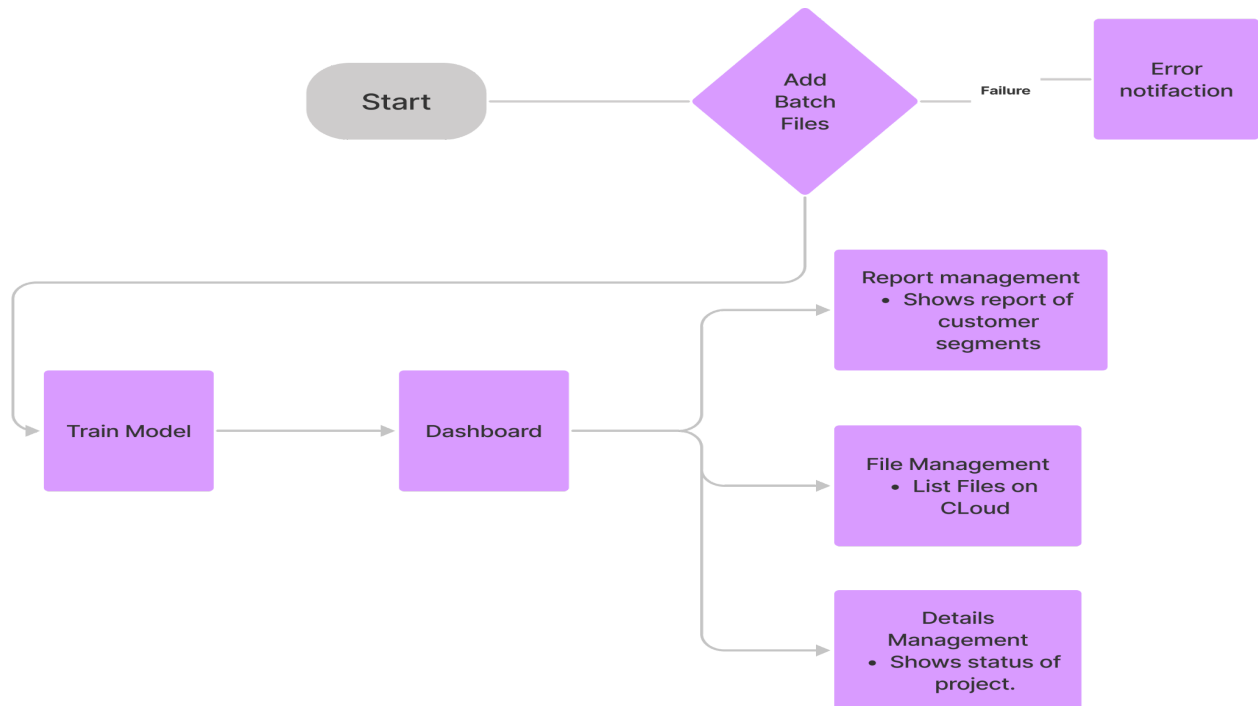 Start
Add
Batch
Files
Failure
Error
notifaction
Report management
• Shows report of
customer
segments
Train Model
Dashboard
File Management
• List Files on
CLoud
Details
Management
• Shows status of
project.